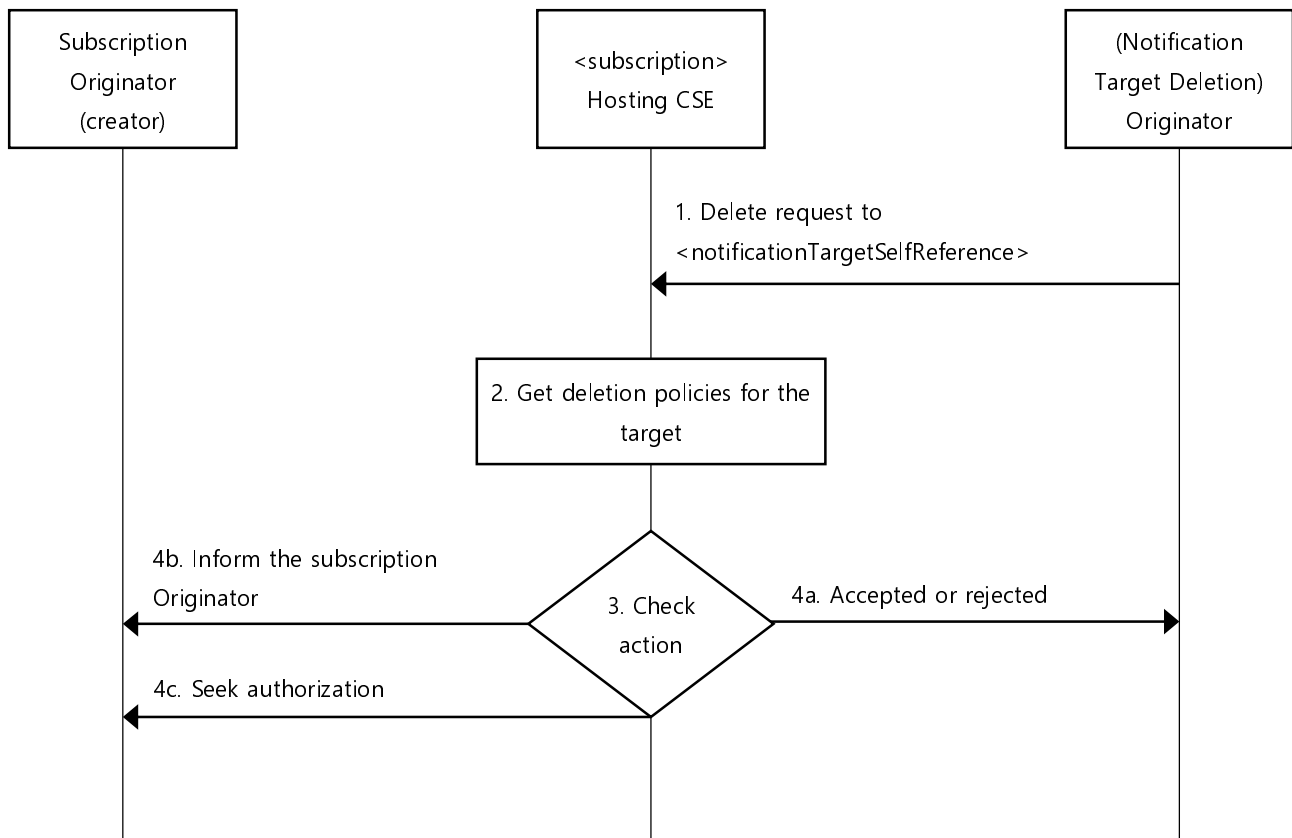 Subscription
Originator
(creator)
<subscription>
Hosting CSE
(Notification
Target Deletion)
Originator
1. Delete request to
<notificationTargetSelfReference>
2. Get deletion policies for the
target
4b. Inform the subscription
Originator
3. Check
action
4a. Accepted or rejected
4c. Seek authorization